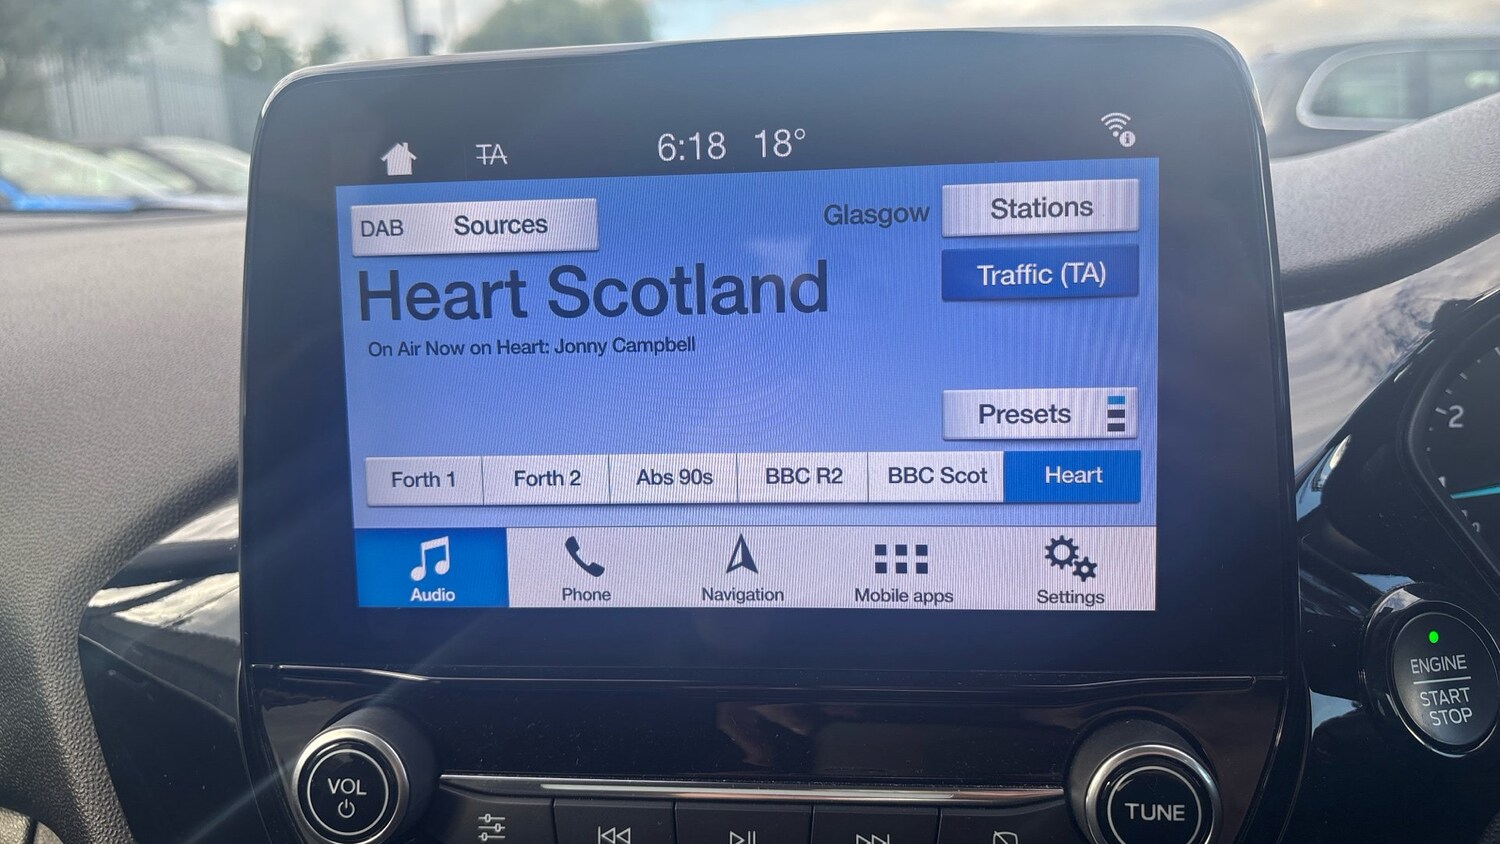 TA 6:18 18°
DAB Sources Glasgow Stations
Heart Scotland Traffic (TA)
On Air Now on Heart: Jonny Campbell
Presets
Forth 1 Forth 2 Abs 90s BBC R2 BBC Scot Heart
Audio Phone Navigation Mobile apps Settings
2
ENGINE
START
STOP
VOL
TUNE